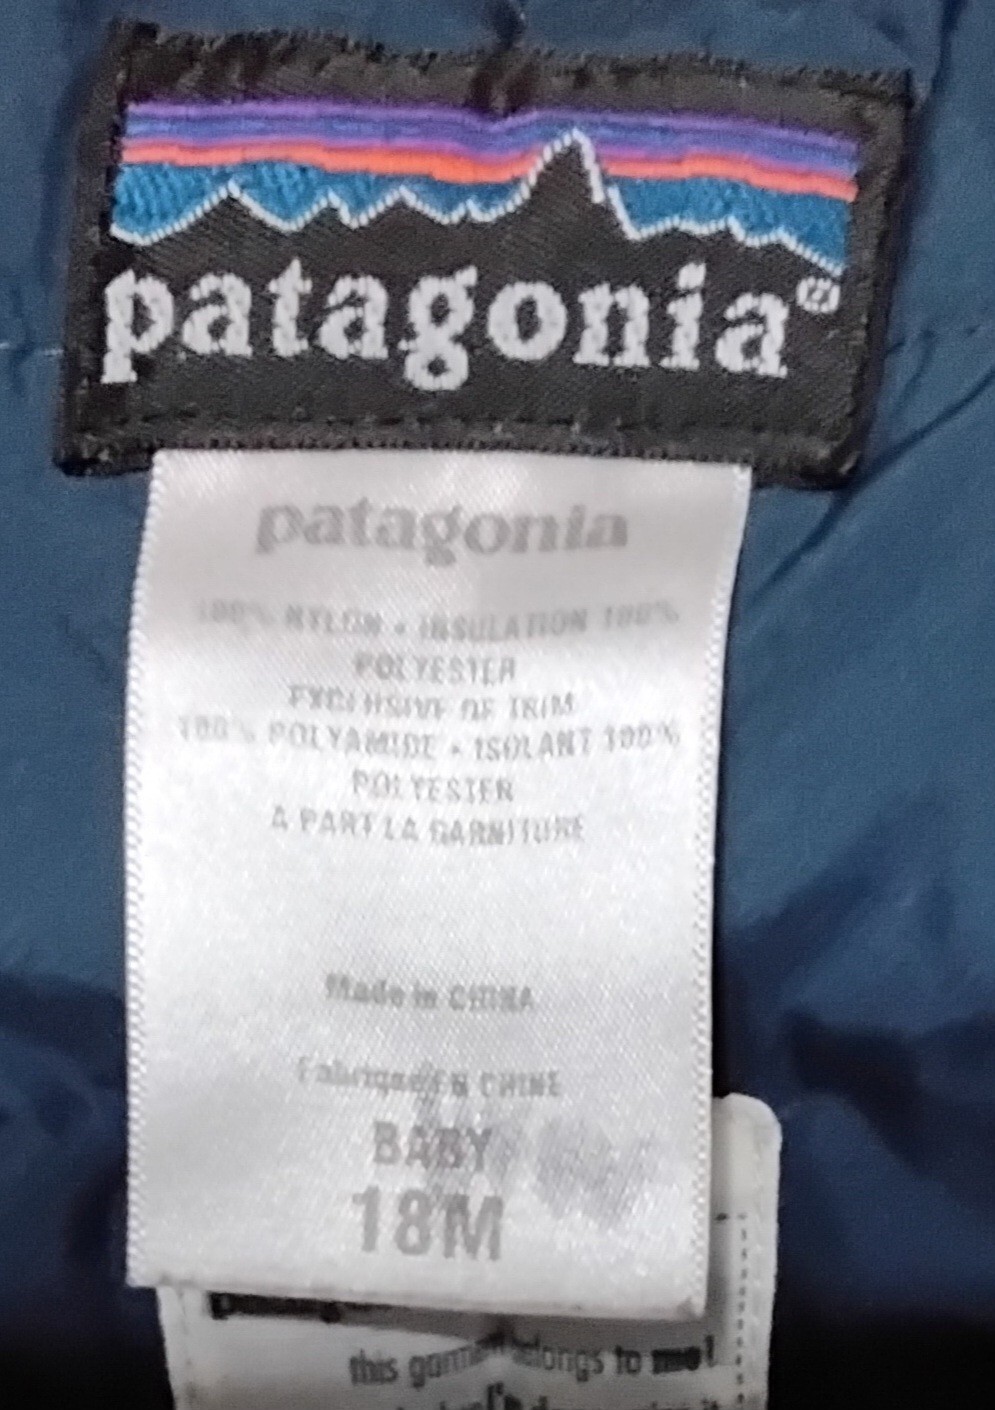 patagonia®
patagonia
100% NYLON • INSULATION 100%
POLYESTER
EXCLUSIVE OF TRIM
100% POLYAMIDE • ISOLANT 100%
POLYESTER
A PART LA GARNITURE
Made in CHINA
Fabriqué en CHINE
BABY
18M
this garment belongs to me!